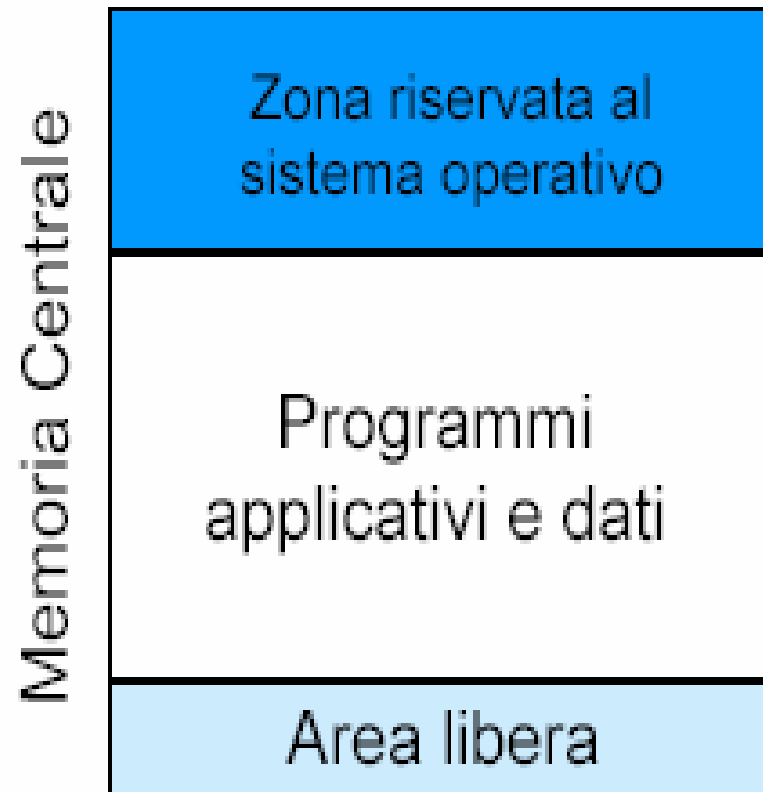 Memoria Centrale
Zona riservata al
sistema operativo
Programmi
applicativi e dati
Area libera